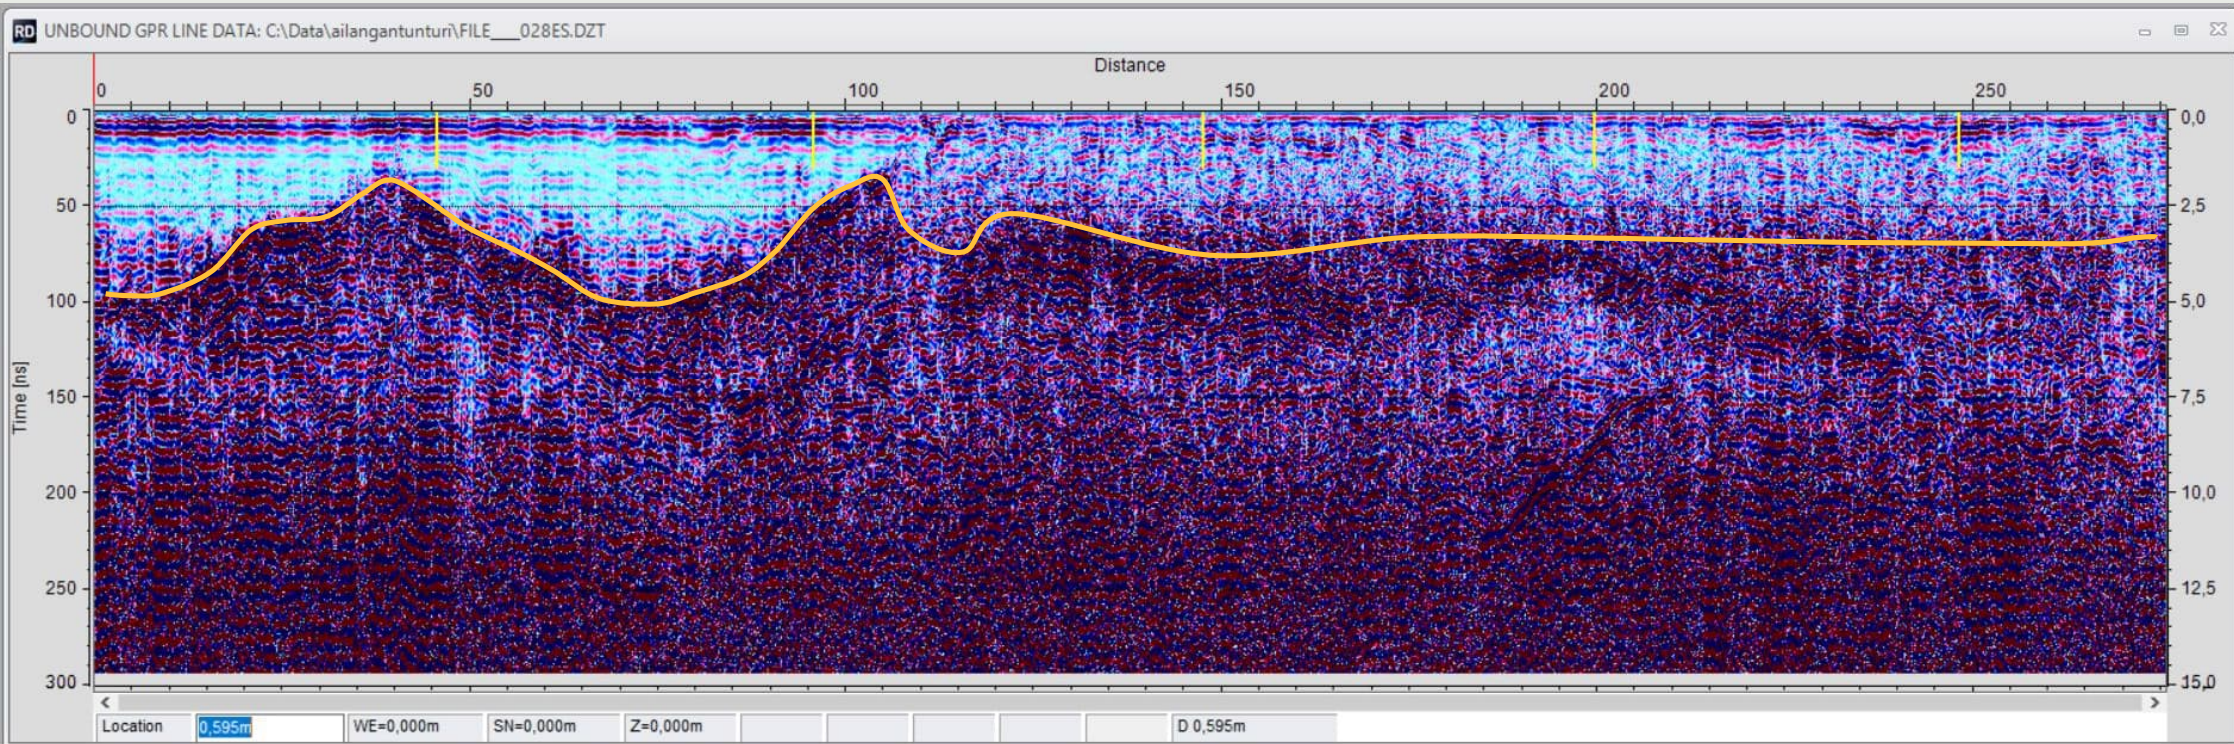 RD UNBOUND GPR LINE DATA: C:\Data\ailangantunturi\FILE___028ES.DZT
Distance
0 50 100 150 200 250
0 0,0
50 2,5
100 5,0
Time [ns]
150 7,5
200 10,0
250 12,5
300 15,0
Location 0,595m WE=0,000m SN=0,000m Z=0,000m D 0,595m